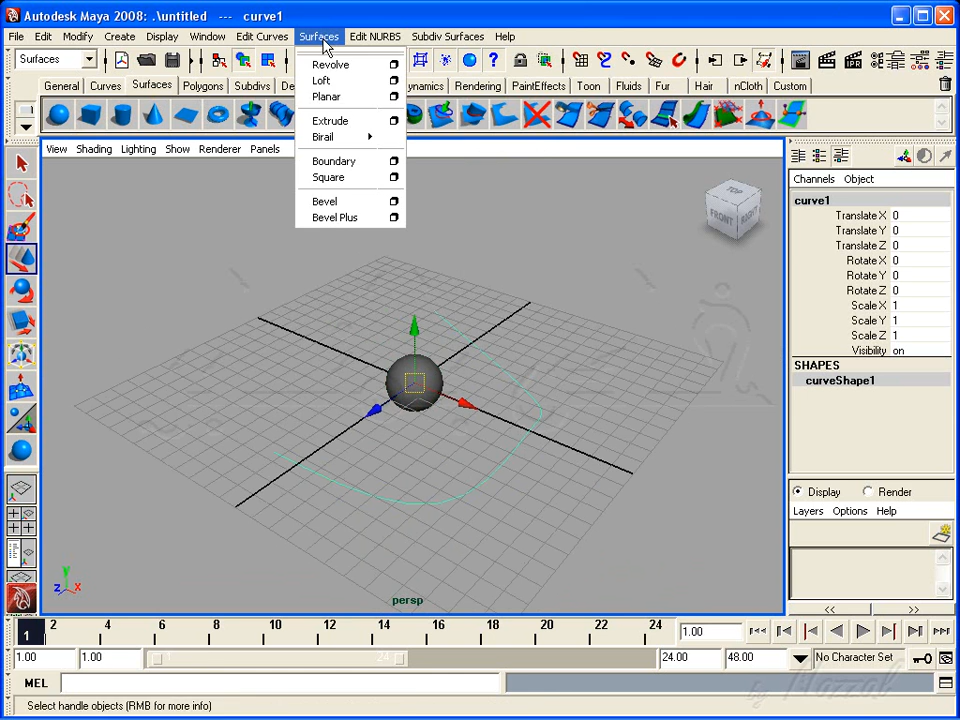 Autodesk Maya 2008: .\untitled --- curve1
File Edit Modify Create Display Window Edit Curves Surfaces Edit NURBS Subdiv Surfaces Help
Surfaces
General Curves Surfaces Polygons Subdivs De
ynamics Rendering PaintEffects Toon Fluids Fur Hair nCloth Custom
View Shading Lighting Show Renderer Panels
Revolve
Loft
Planar
Extrude
Birail
Boundary
Square
Bevel
Bevel Plus
TOP
FRONT
RIGHT
Channels Object
curve1
Translate X 0
Translate Y 0
Translate Z 0
Rotate X 0
Rotate Y 0
Rotate Z 0
Scale X 1
Scale Y 1
Scale Z 1
Visibility on
SHAPES
curveShape1
Display Render
Layers Options Help
y
z x
persp
<< >>
1 2 4 6 8 10 12 14 16 18 20 22 24
1.00
1.00 1.00 1 24 24.00 48.00 No Character Set
MEL
Select handle objects (RMB for more info)